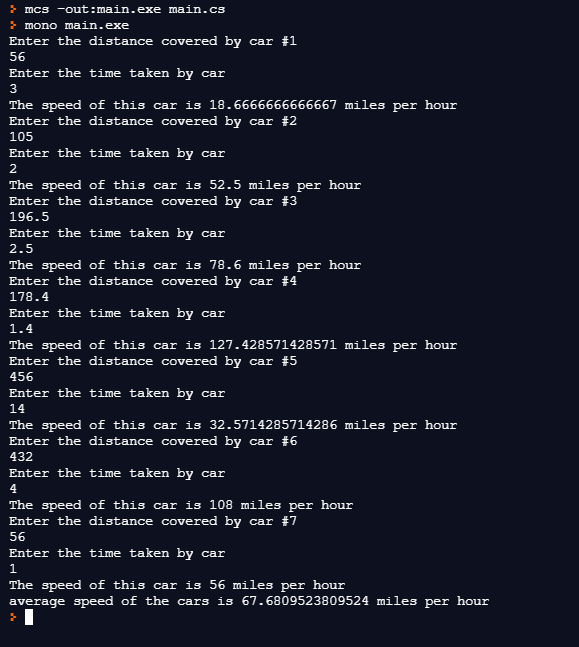 mcs -out:main.exe main.cs
mono main.exe
Enter the distance covered by car #1
56
Enter the time taken by car
3
The speed of this car is 18.6666666666667 miles per hour
Enter the distance covered by car #2
105
Enter the time taken by car
2
The speed of this car is 52.5 miles per hour
Enter the distance covered by car #3
196.5
Enter the time taken by car
2.5
The speed of this car is 78.6 miles per hour
Enter the distance covered by car #4
178.4
Enter the time taken by car
1.4
The speed of this car is 127.428571428571 miles per hour
Enter the distance covered by car #5
456
Enter the time taken by car
14
The speed of this car is 32.5714285714286 miles per hour
Enter the distance covered by car #6
432
Enter the time taken by car
4
The speed of this car is 108 miles per hour
Enter the distance covered by car #7
56
Enter the time taken by car
1
The speed of this car is 56 miles per hour
average speed of the cars is 67.6809523809524 miles per hour